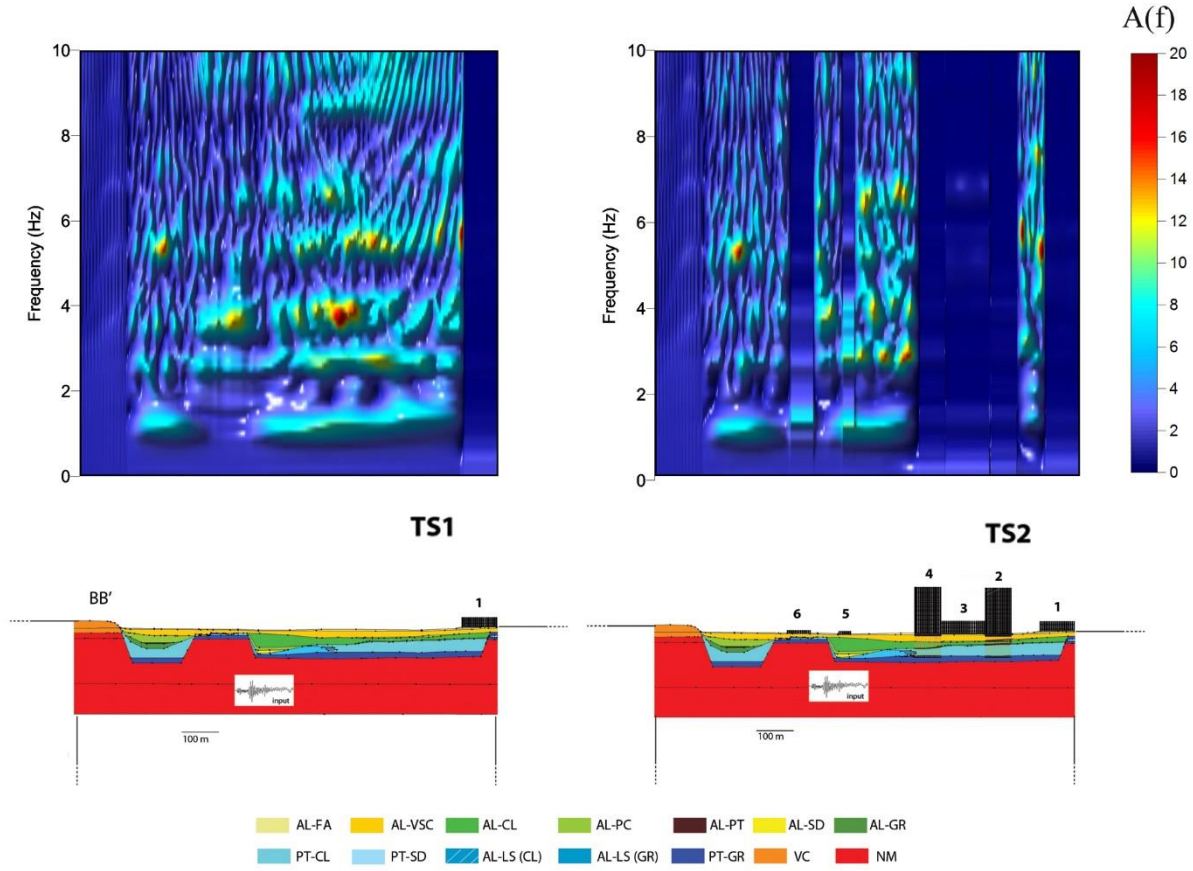 A(f)
10
8
6
4
2
0
Frequency (Hz)
10
8
6
4
2
0
Frequency (Hz)
20
18
16
14
12
10
8
6
4
2
0
TS1
TS2
BB'
1
input
100 m
6
5
4
3
2
1
input
100 m
AL-FA AL-VSC AL-CL AL-PC AL-PT AL-SD AL-GR
PT-CL PT-SD AL-LS (CL) AL-LS (GR) PT-GR VC NM